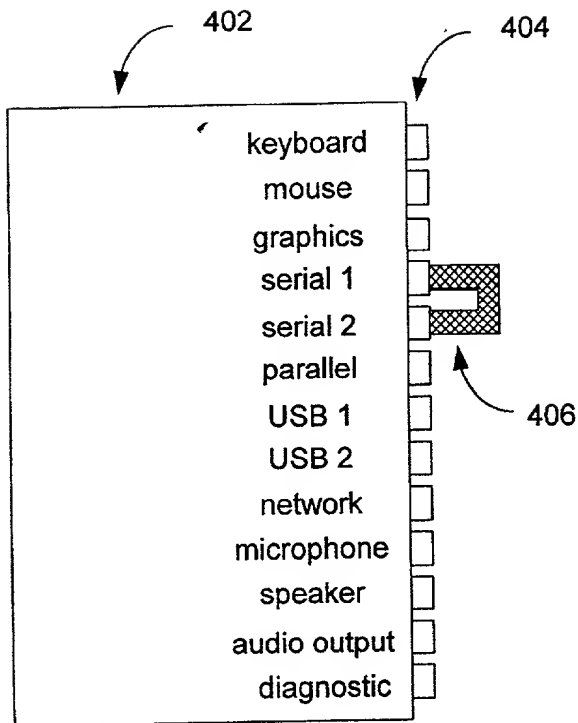 402
404
keyboard
mouse
graphics
serial 1
serial 2
parallel
USB 1
406
USB 2
network
microphone
speaker
audio output
diagnostic